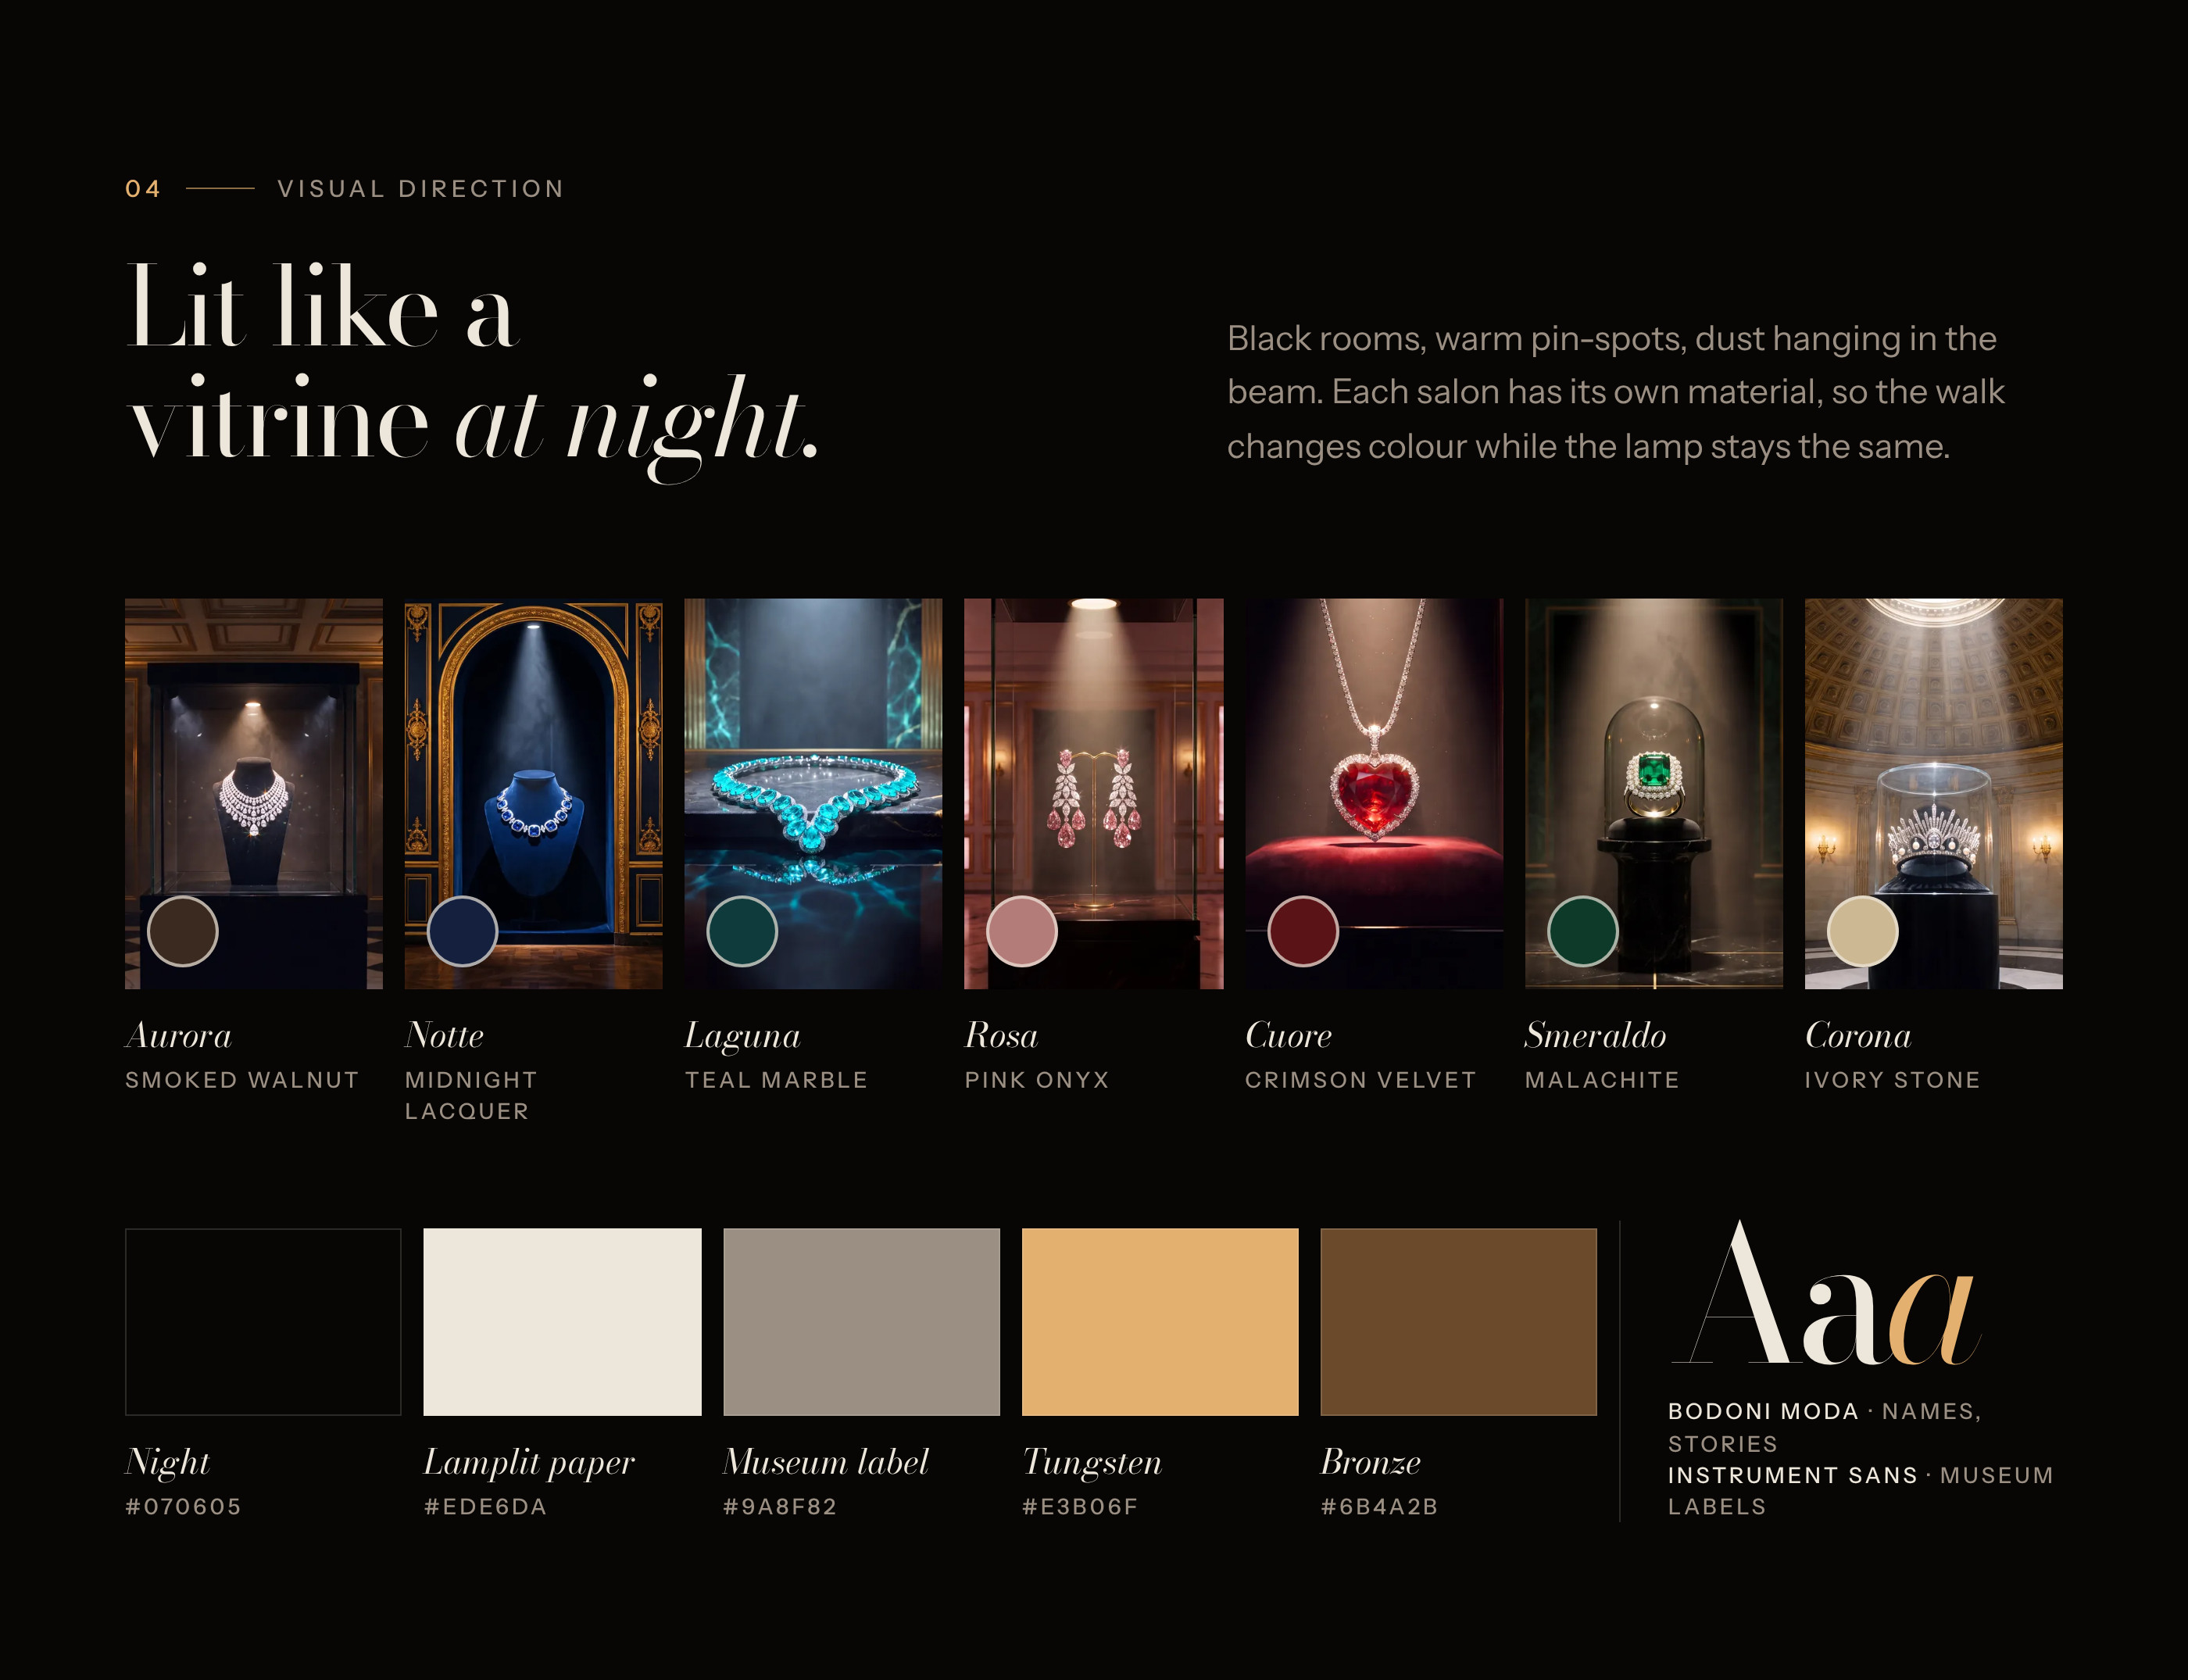 04 VISUAL DIRECTION
Lit like a
vitrine at night.
Black rooms, warm pin-spots, dust hanging in the
beam. Each salon has its own material, so the walk
changes colour while the lamp stays the same.
Aurora
SMOKED WALNUT
Notte
MIDNIGHT
LACQUER
Laguna
TEAL MARBLE
Rosa
PINK ONYX
Cuore
CRIMSON VELVET
Smeraldo
MALACHITE
Corona
IVORY STONE
Night
#070605
Lamplit paper
#EDE6DA
Museum label
#9A8F82
Tungsten
#E3B06F
Bronze
#6B4A2B
Aaa
BODONI MODA · NAMES,
STORIES
INSTRUMENT SANS · MUSEUM
LABELS